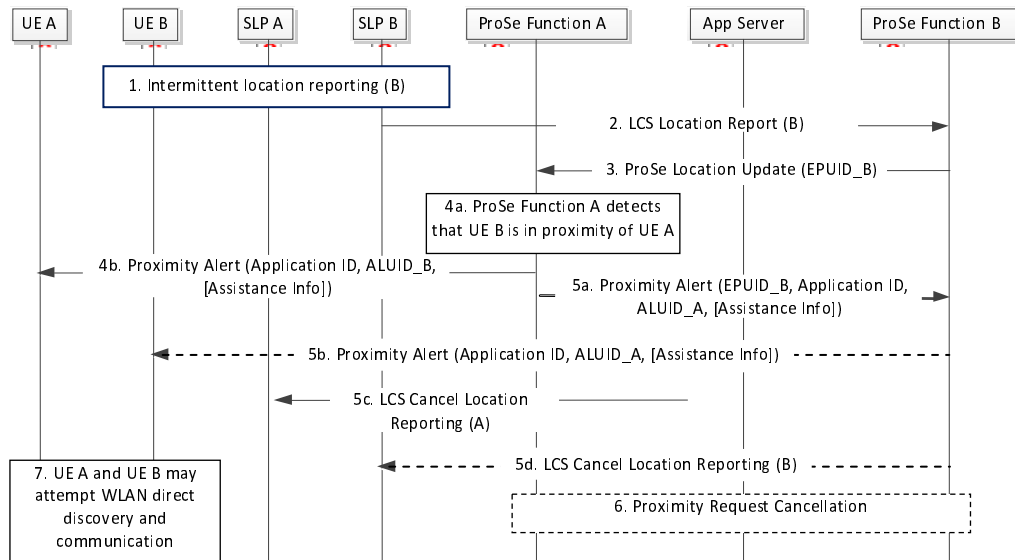 UE A
UE B
SLP A
SLP B
ProSe Function A
App Server
ProSe Function B
1. Intermittent location reporting (B)
2. LCS Location Report (B)
3. ProSe Location Update (EPUID_B)
4a. ProSe Function A detects
that UE B is in proximity of UE A
4b. Proximity Alert (Application ID, ALUID_B,
[Assistance Info])
5a. Proximity Alert (EPUID_B, Application ID,
ALUID_A, [Assistance Info])
5b. Proximity Alert (Application ID, ALUID_A, [Assistance Info])
5c. LCS Cancel Location
Reporting (A)
5d. LCS Cancel Location Reporting (B)
6. Proximity Request Cancellation
7. UE A and UE B may
attempt WLAN direct
discovery and
communication